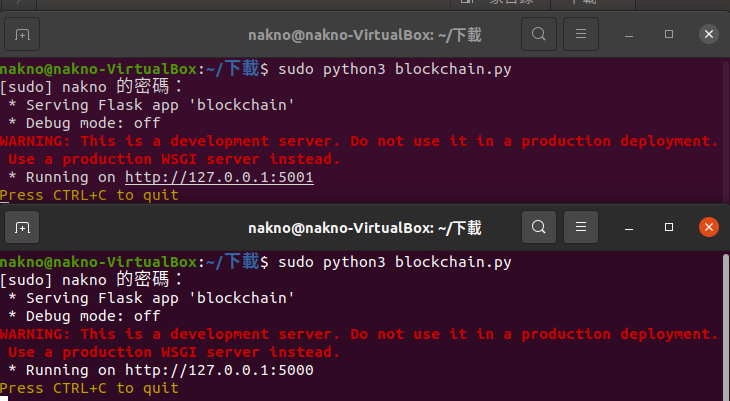 nakno@nakno-VirtualBox: ~/下載
nakno@nakno-VirtualBox:~/下載$ sudo python3 blockchain.py
[sudo] nakno 的密碼：
 * Serving Flask app 'blockchain'
 * Debug mode: off
WARNING: This is a development server. Do not use it in a production deployment.
 Use a production WSGI server instead.
 * Running on http://127.0.0.1:5001
Press CTRL+C to quit
nakno@nakno-VirtualBox: ~/下載
nakno@nakno-VirtualBox:~/下載$ sudo python3 blockchain.py
[sudo] nakno 的密碼：
 * Serving Flask app 'blockchain'
 * Debug mode: off
WARNING: This is a development server. Do not use it in a production deployment.
 Use a production WSGI server instead.
 * Running on http://127.0.0.1:5000
Press CTRL+C to quit